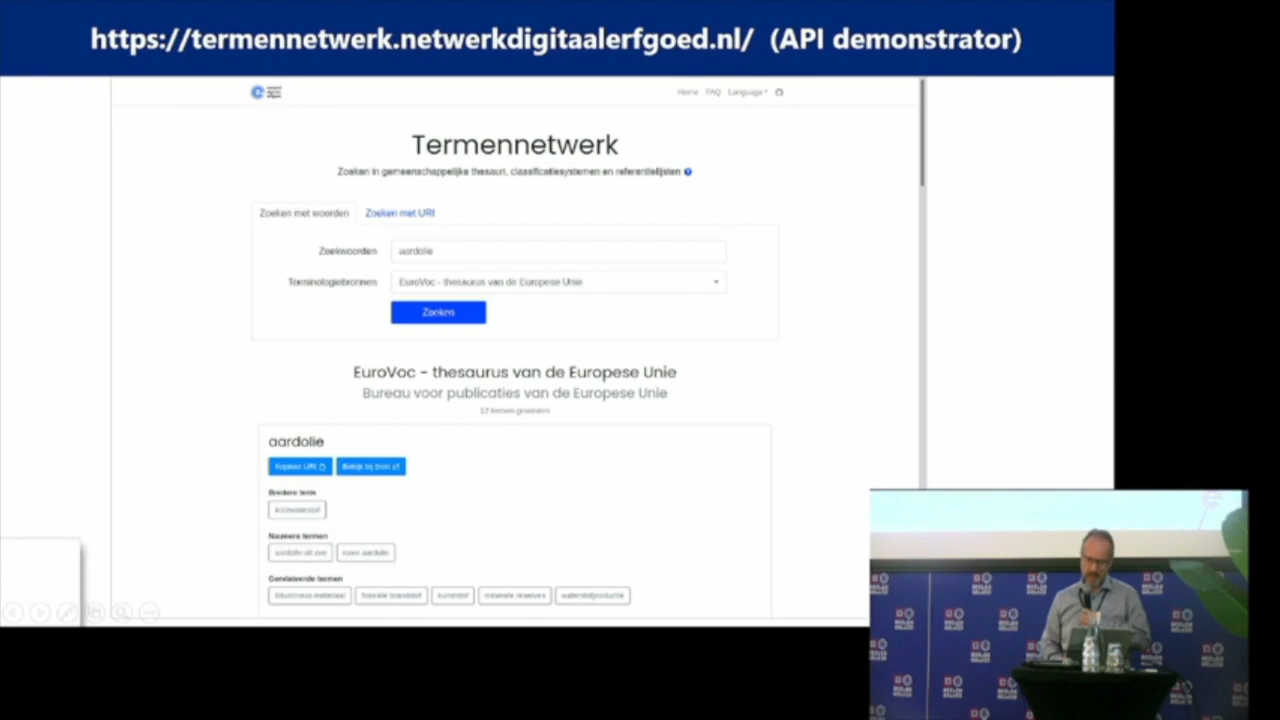 https://termennetwerk.netwerkdigitaalerfgoed.nl/ (API demonstrator)
Home FAQ Language
Termennetwerk
Zoeken in gemeenschappelijke thesauri, classificatiesystemen en referentielijsten
Zoeken met woorden Zoeken met URI
Zoekwoorden aardolie
Terminologiebronnen EuroVoc - thesaurus van de Europese Unie
Zoeken
EuroVoc - thesaurus van de Europese Unie
Bureau voor publicaties van de Europese Unie
12 termen gevonden
aardolie
Kopieer URI Bekijk bij bron
Bredere term
koolwaterstof
Nauwere termen
aardolie uit zee ruwe aardolie
Gerelateerde termen
bitumineus materiaal fossiele brandstof kunststof minerale reserves waterstofproductie